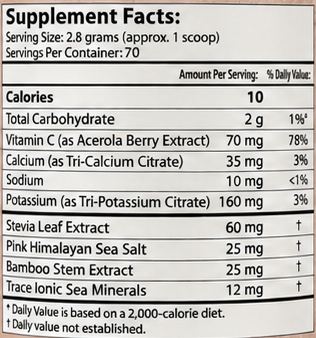 Supplement Facts:
Serving Size: 2.8 grams (approx. 1 scoop)
Servings Per Container: 70
Amount Per Serving: % Daily Value:
Calories 10
Total Carbohydrate 2 g 1%*
Vitamin C (as Acerola Berry Extract) 70 mg 78%
Calcium (as Tri-Calcium Citrate) 35 mg 3%
Sodium 10 mg <1%
Potassium (as Tri-Potassium Citrate) 160 mg 3%
Stevia Leaf Extract 60 mg †
Pink Himalayan Sea Salt 25 mg †
Bamboo Stem Extract 25 mg †
Trace Ionic Sea Minerals 12 mg †
* Daily Value is based on a 2,000-calorie diet.
† Daily value not established.